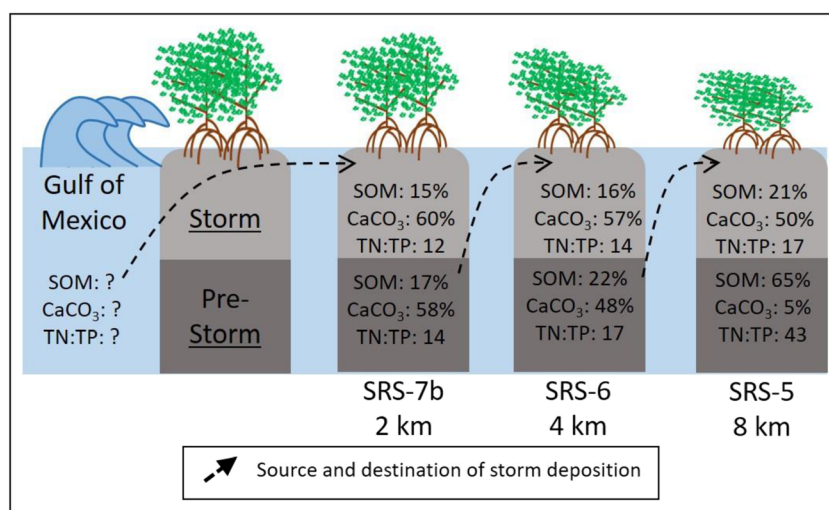 Gulf of
Mexico
SOM: ?
CaCO₃: ?
TN:TP: ?
Storm
Pre-
Storm
SOM: 15%
CaCO₃: 60%
TN:TP: 12
SOM: 17%
CaCO₃: 58%
TN:TP: 14
SRS-7b
2 km
SOM: 16%
CaCO₃: 57%
TN:TP: 14
SOM: 22%
CaCO₃: 48%
TN:TP: 17
SRS-6
4 km
SOM: 21%
CaCO₃: 50%
TN:TP: 17
SOM: 65%
CaCO₃: 5%
TN:TP: 43
SRS-5
8 km
Source and destination of storm deposition